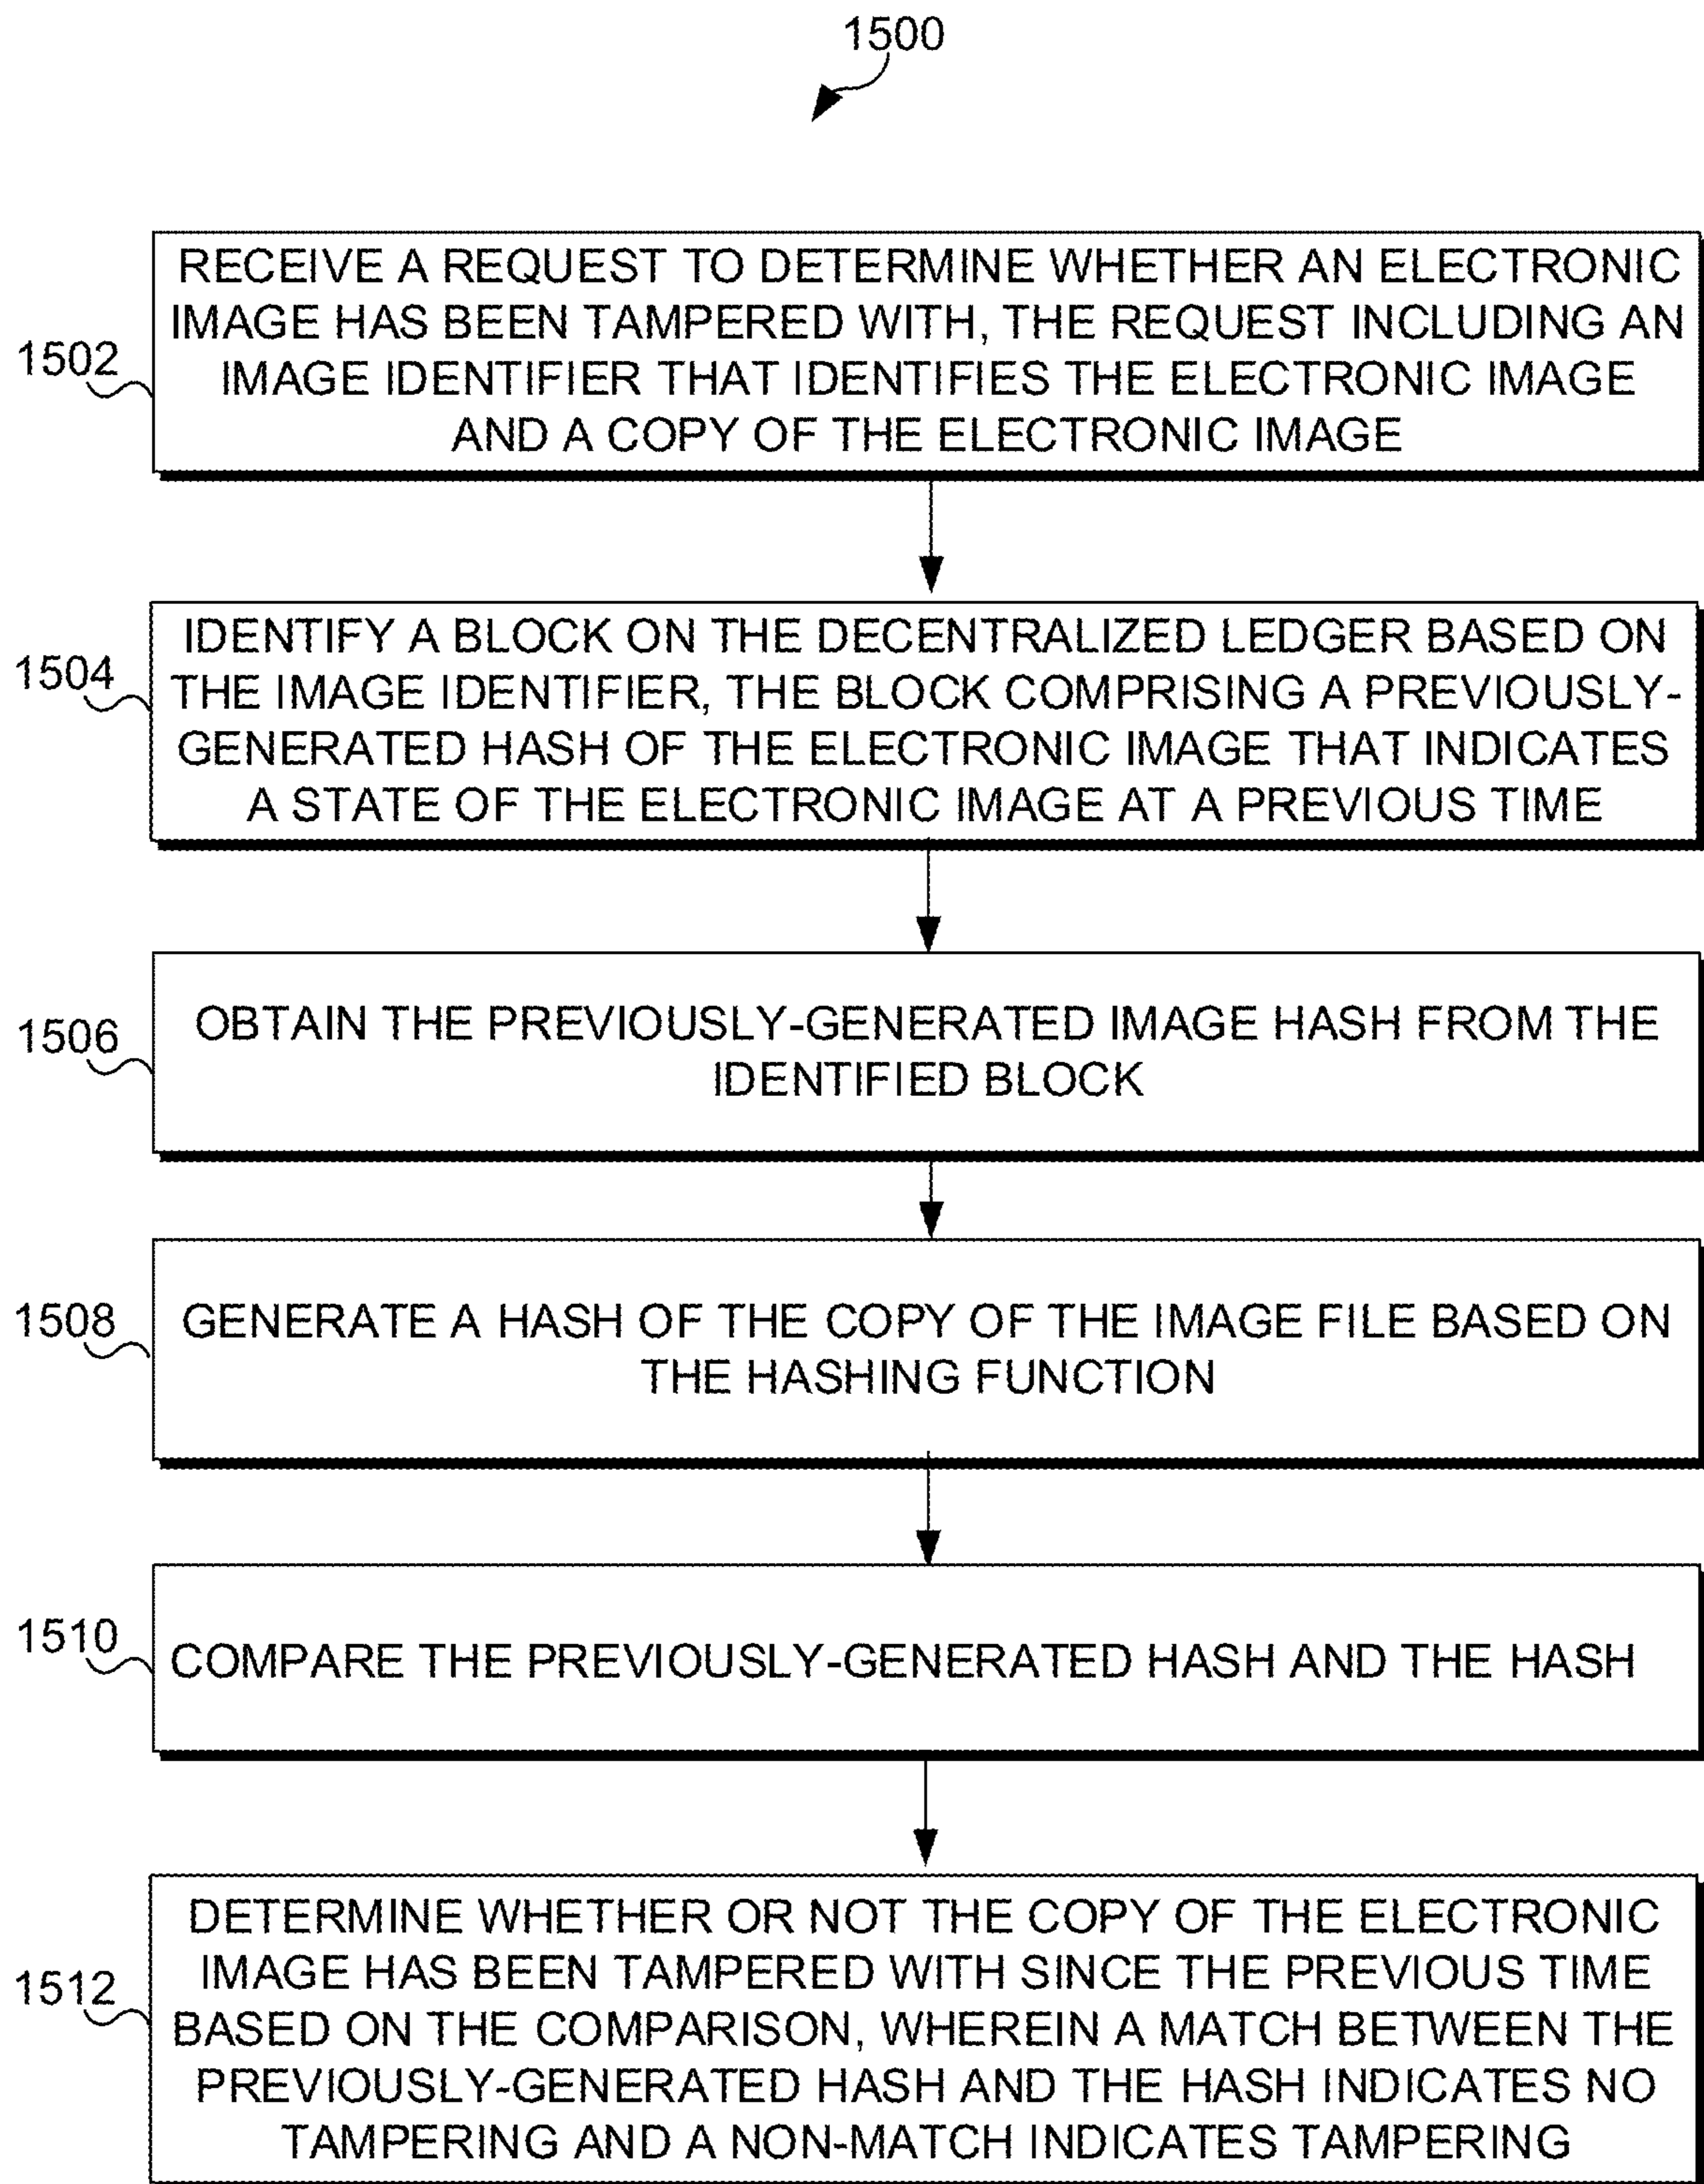 1500
1502
RECEIVE A REQUEST TO DETERMINE WHETHER AN ELECTRONIC
IMAGE HAS BEEN TAMPERED WITH, THE REQUEST INCLUDING AN
IMAGE IDENTIFIER THAT IDENTIFIES THE ELECTRONIC IMAGE
AND A COPY OF THE ELECTRONIC IMAGE
1504
IDENTIFY A BLOCK ON THE DECENTRALIZED LEDGER BASED ON
THE IMAGE IDENTIFIER, THE BLOCK COMPRISING A PREVIOUSLY-
GENERATED HASH OF THE ELECTRONIC IMAGE THAT INDICATES
A STATE OF THE ELECTRONIC IMAGE AT A PREVIOUS TIME
1506
OBTAIN THE PREVIOUSLY-GENERATED IMAGE HASH FROM THE
IDENTIFIED BLOCK
1508
GENERATE A HASH OF THE COPY OF THE IMAGE FILE BASED ON
THE HASHING FUNCTION
1510
COMPARE THE PREVIOUSLY-GENERATED HASH AND THE HASH
1512
DETERMINE WHETHER OR NOT THE COPY OF THE ELECTRONIC
IMAGE HAS BEEN TAMPERED WITH SINCE THE PREVIOUS TIME
BASED ON THE COMPARISON, WHEREIN A MATCH BETWEEN THE
PREVIOUSLY-GENERATED HASH AND THE HASH INDICATES NO
TAMPERING AND A NON-MATCH INDICATES TAMPERING